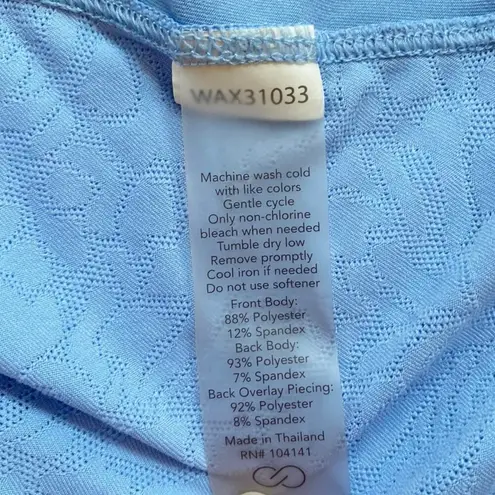 WAX31033
Machine wash cold
with like colors
Gentle cycle
Only non-chlorine
bleach when needed
Tumble dry low
Remove promptly
Cool iron if needed
Do not use softener
Front Body:
88% Polyester
12% Spandex
Back Body:
93% Polyester
7% Spandex
Back Overlay Piecing:
92% Polyester
8% Spandex
Made in Thailand
RN# 104141